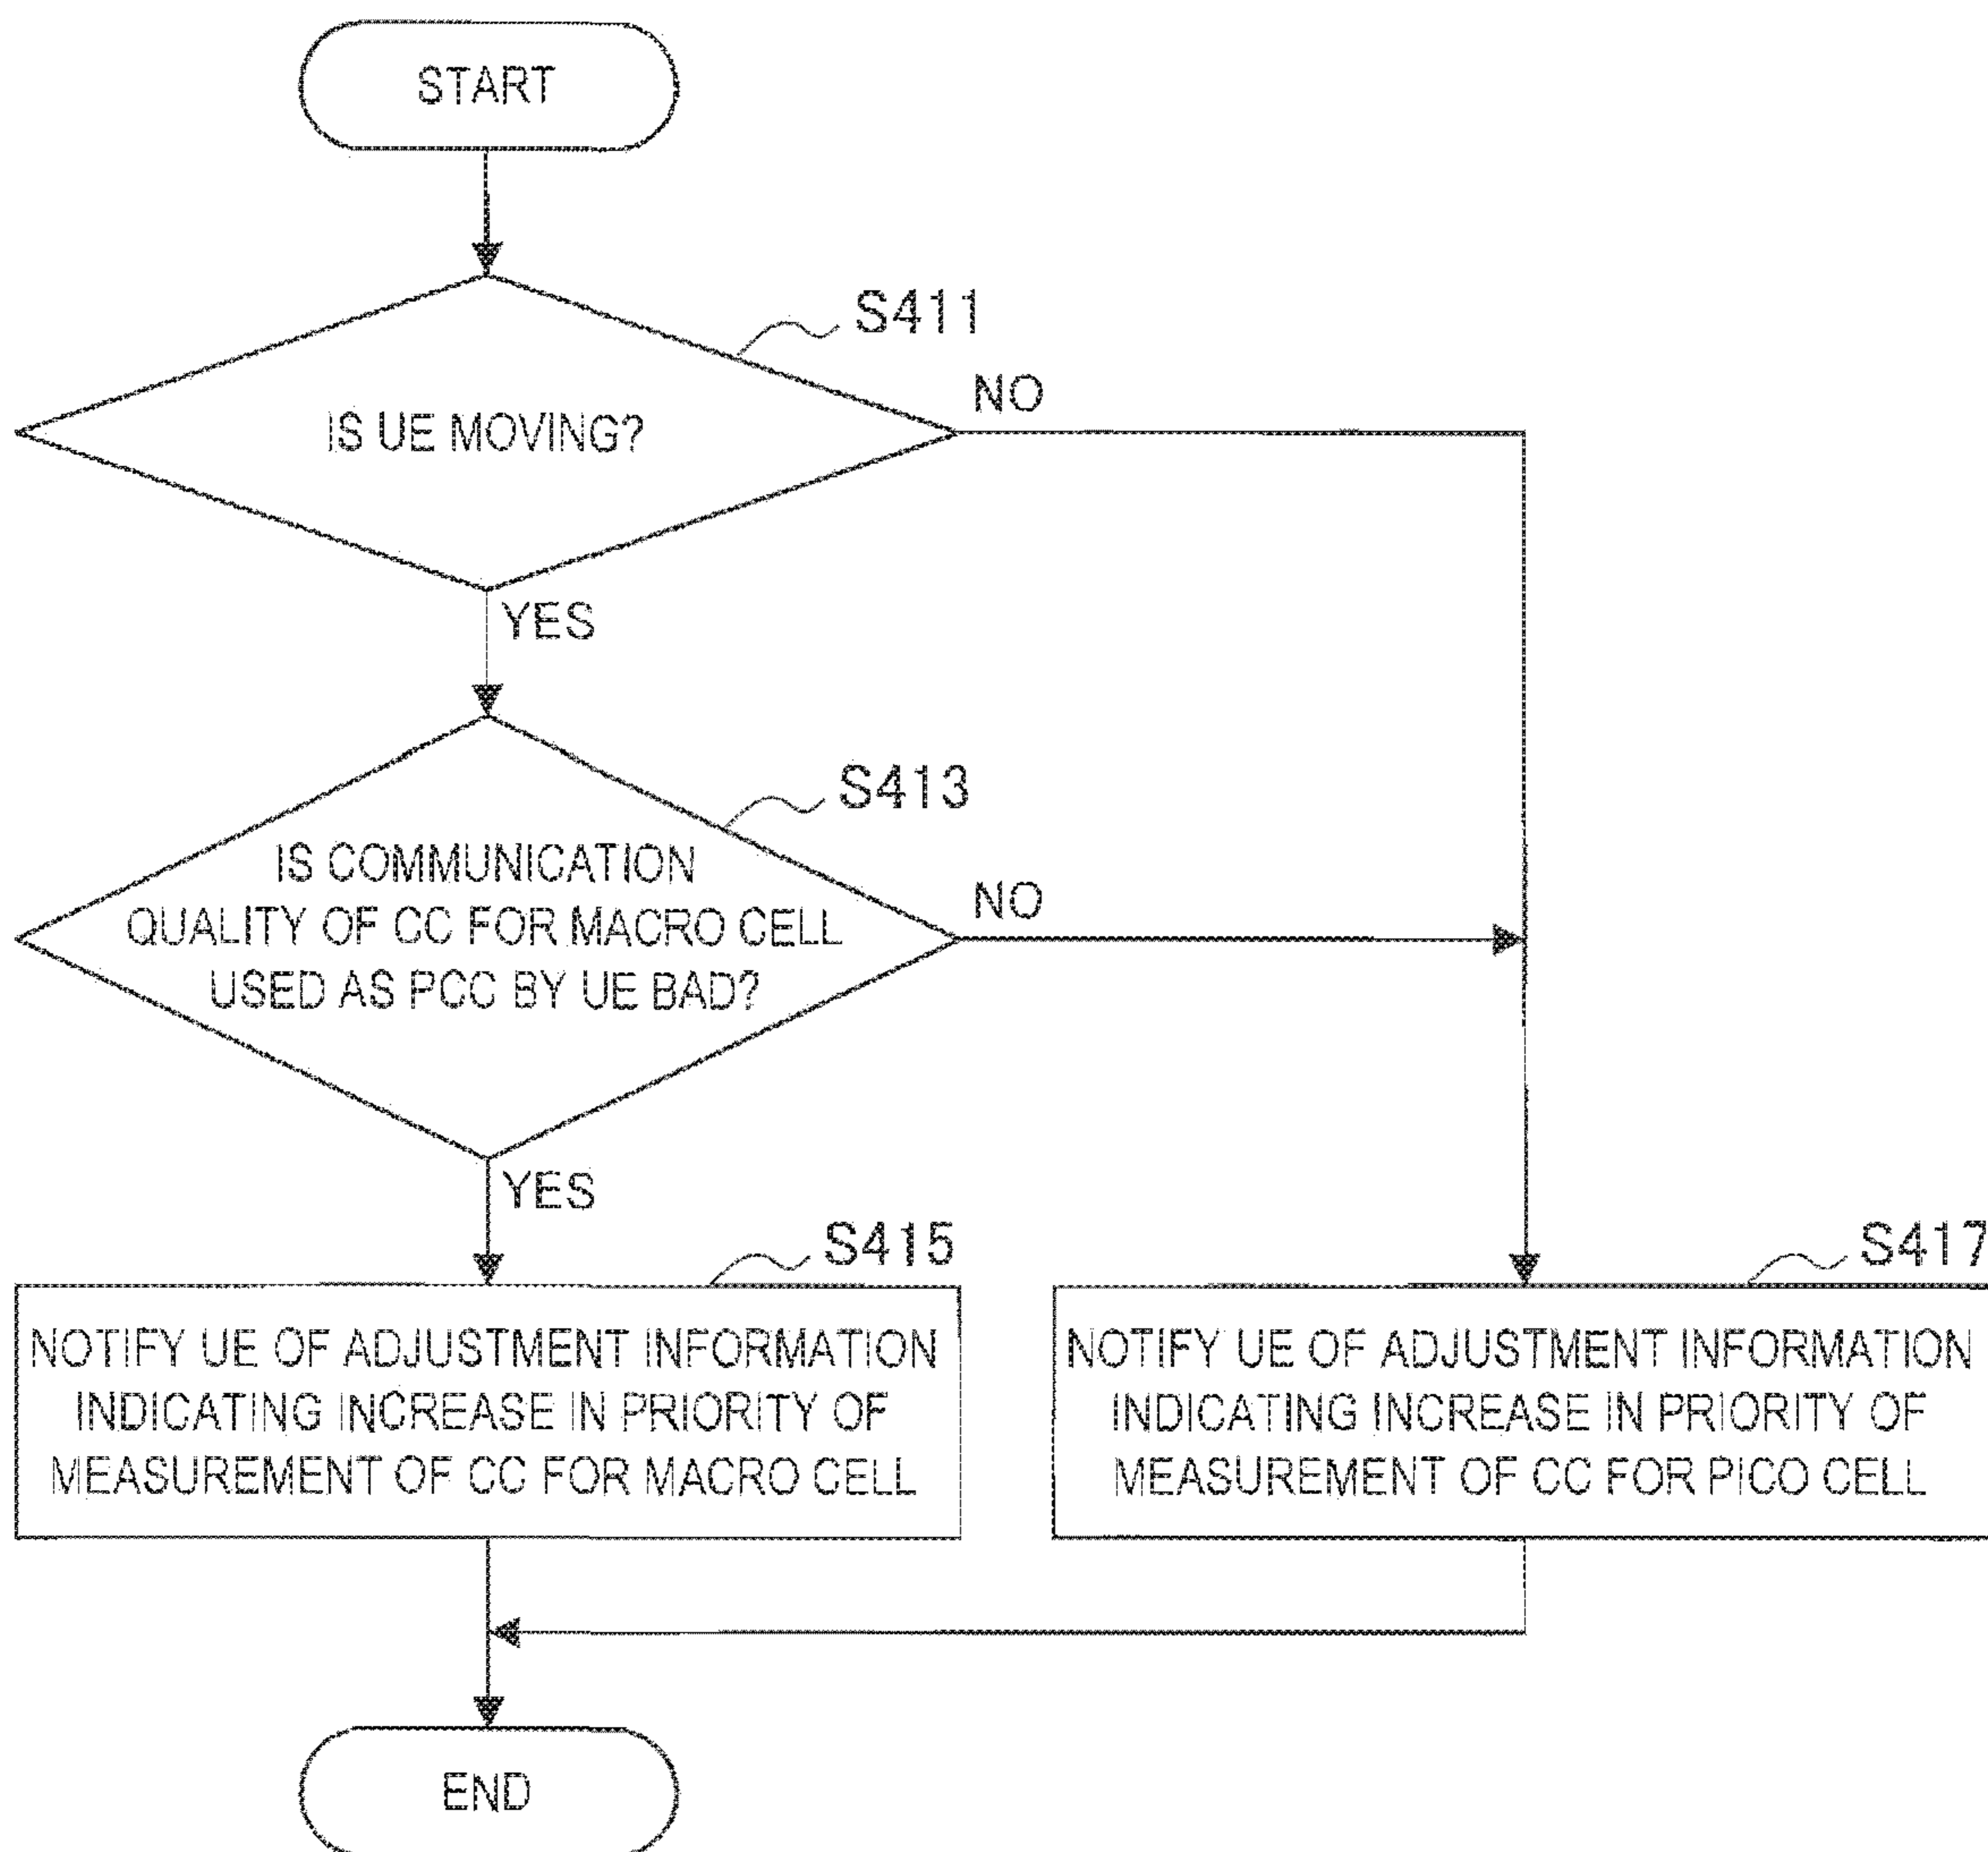 START
S411
IS UE MOVING?
NO
YES
S413
IS COMMUNICATION
QUALITY OF CC FOR MACRO CELL
USED AS PCC BY UE BAD?
NO
YES
S415
NOTIFY UE OF ADJUSTMENT INFORMATION
INDICATING INCREASE IN PRIORITY OF
MEASUREMENT OF CC FOR MACRO CELL
S417
NOTIFY UE OF ADJUSTMENT INFORMATION
INDICATING INCREASE IN PRIORITY OF
MEASUREMENT OF CC FOR PICO CELL
END